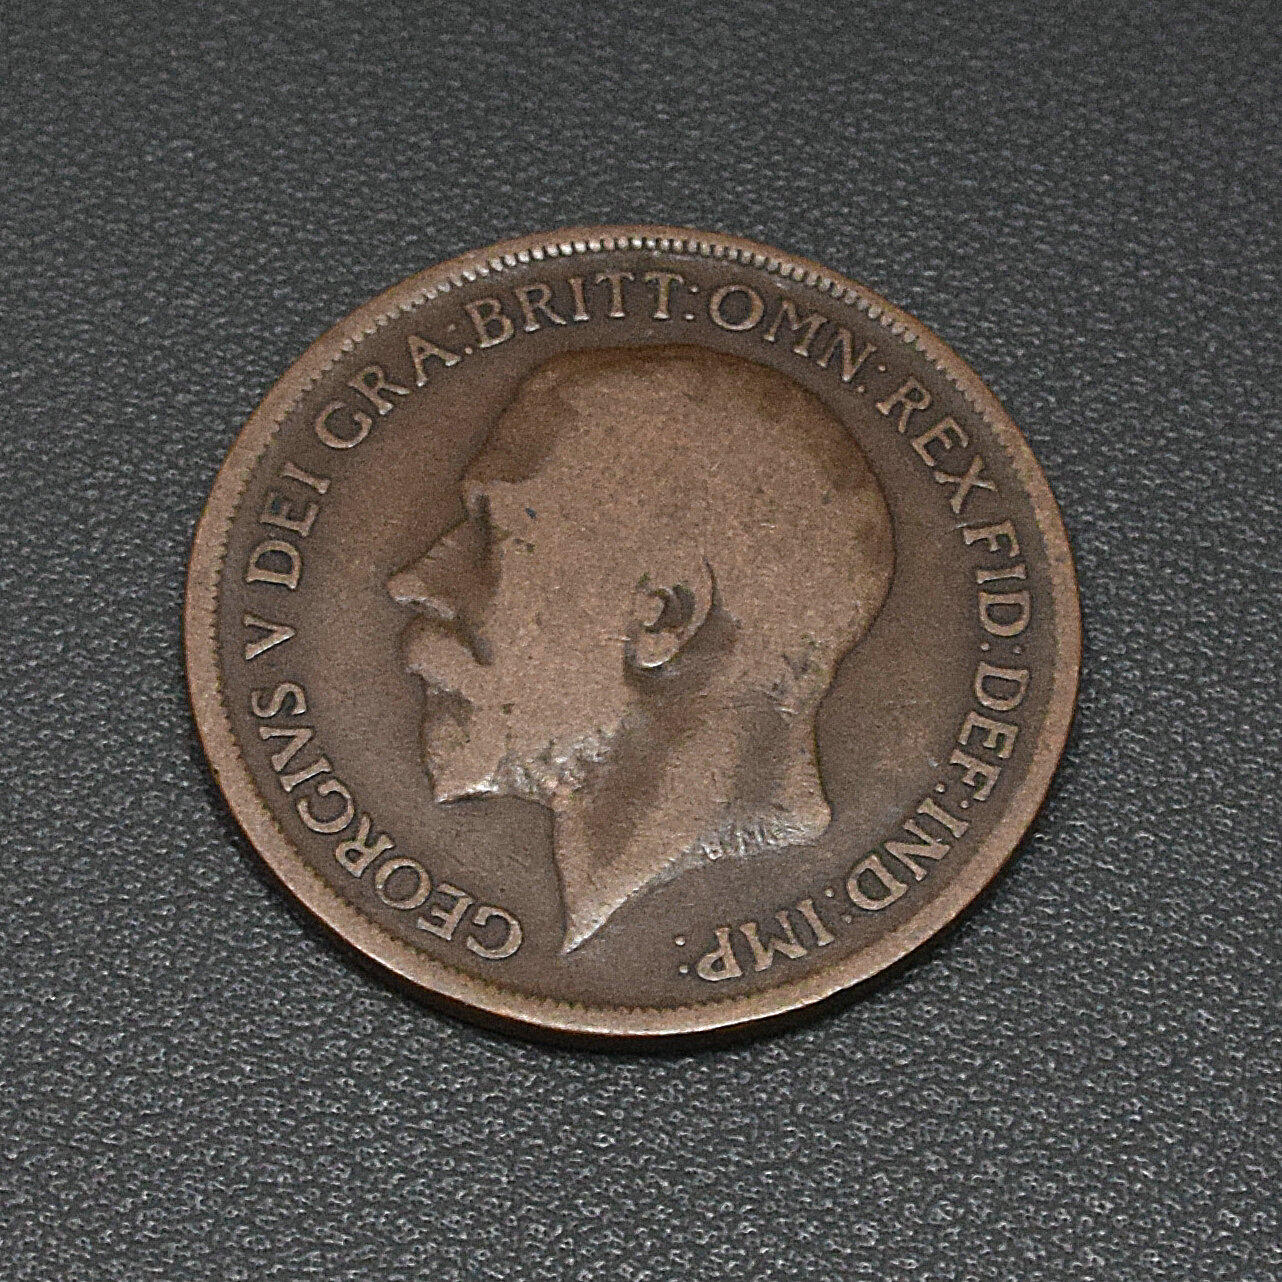 GEORGIVS V DEI GRA: BRITT: OMN: REX FID: DEF: IND: IMP: